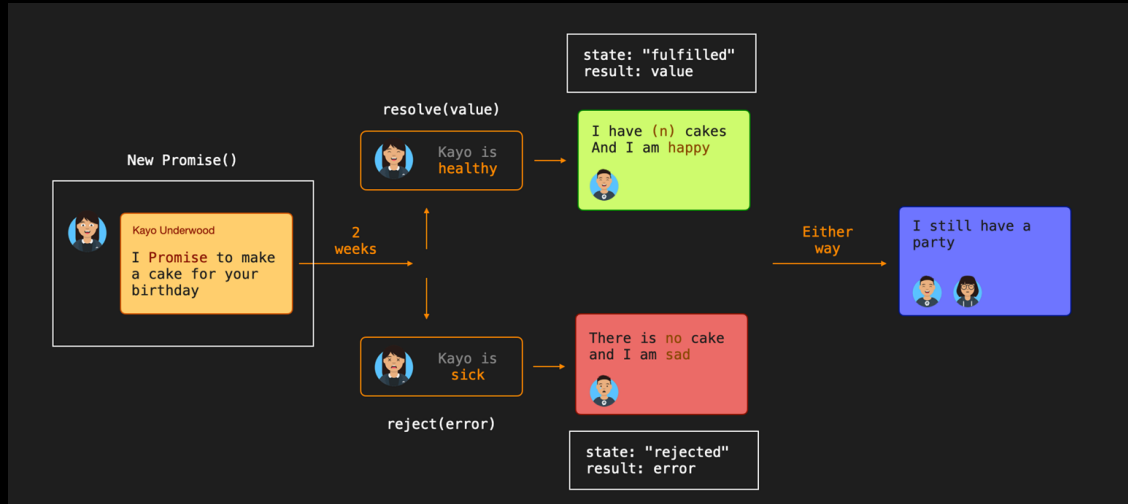 New Promise()
Kayo Underwood
I Promise to make
a cake for your
birthday
2
weeks
resolve(value)
Kayo is
healthy
state: "fulfilled"
result: value
I have (n) cakes
And I am happy
Kayo is
sick
reject(error)
There is no cake
and I am sad
state: "rejected"
result: error
Either
way
I still have a
party